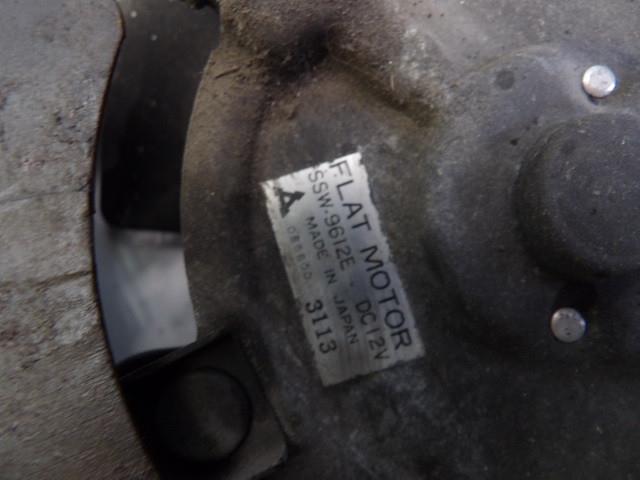 FLAT MOTOR
SSW-9612E · DC12V
MADE IN JAPAN
3113